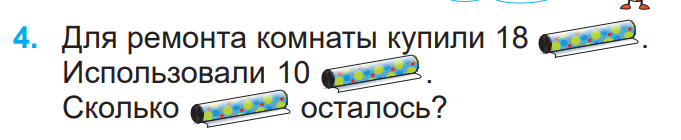 4. Для ремонта комнаты купили 18 .
Использовали 10 .
Сколько осталось?